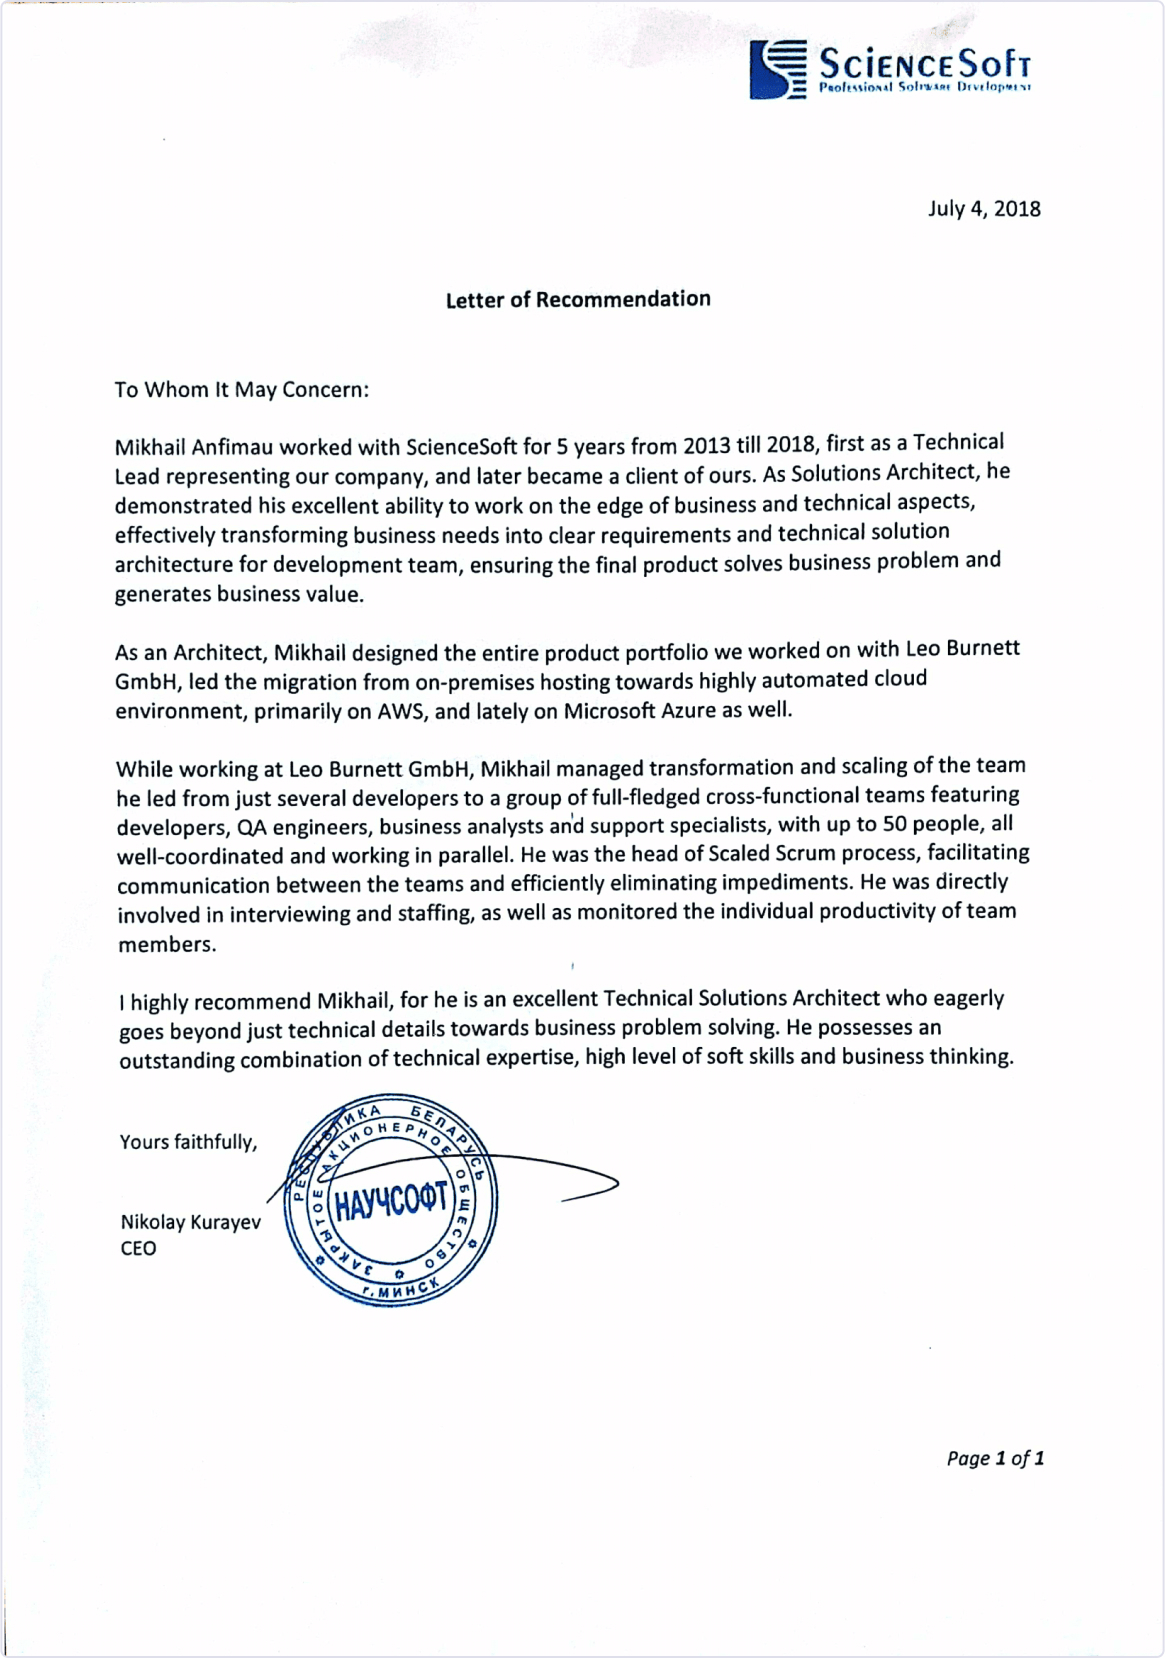 ScienceSoft
Professional Software Development
July 4, 2018
Letter of Recommendation
To Whom It May Concern:
Mikhail Anfimau worked with ScienceSoft for 5 years from 2013 till 2018, first as a Technical
Lead representing our company, and later became a client of ours. As Solutions Architect, he
demonstrated his excellent ability to work on the edge of business and technical aspects,
effectively transforming business needs into clear requirements and technical solution
architecture for development team, ensuring the final product solves business problem and
generates business value.
As an Architect, Mikhail designed the entire product portfolio we worked on with Leo Burnett
GmbH, led the migration from on-premises hosting towards highly automated cloud
environment, primarily on AWS, and lately on Microsoft Azure as well.
While working at Leo Burnett GmbH, Mikhail managed transformation and scaling of the team
he led from just several developers to a group of full-fledged cross-functional teams featuring
developers, QA engineers, business analysts and support specialists, with up to 50 people, all
well-coordinated and working in parallel. He was the head of Scaled Scrum process, facilitating
communication between the teams and efficiently eliminating impediments. He was directly
involved in interviewing and staffing, as well as monitored the individual productivity of team
members.
I highly recommend Mikhail, for he is an excellent Technical Solutions Architect who eagerly
goes beyond just technical details towards business problem solving. He possesses an
outstanding combination of technical expertise, high level of soft skills and business thinking.
Yours faithfully,
РЕСПУБЛИКА БЕЛАРУСЬ
ЗАКРЫТОЕ АКЦИОНЕРНОЕ ОБЩЕСТВО
НАУЧСОФТ
г. МИНСК
Nikolay Kurayev
CEO
Page 1 of 1